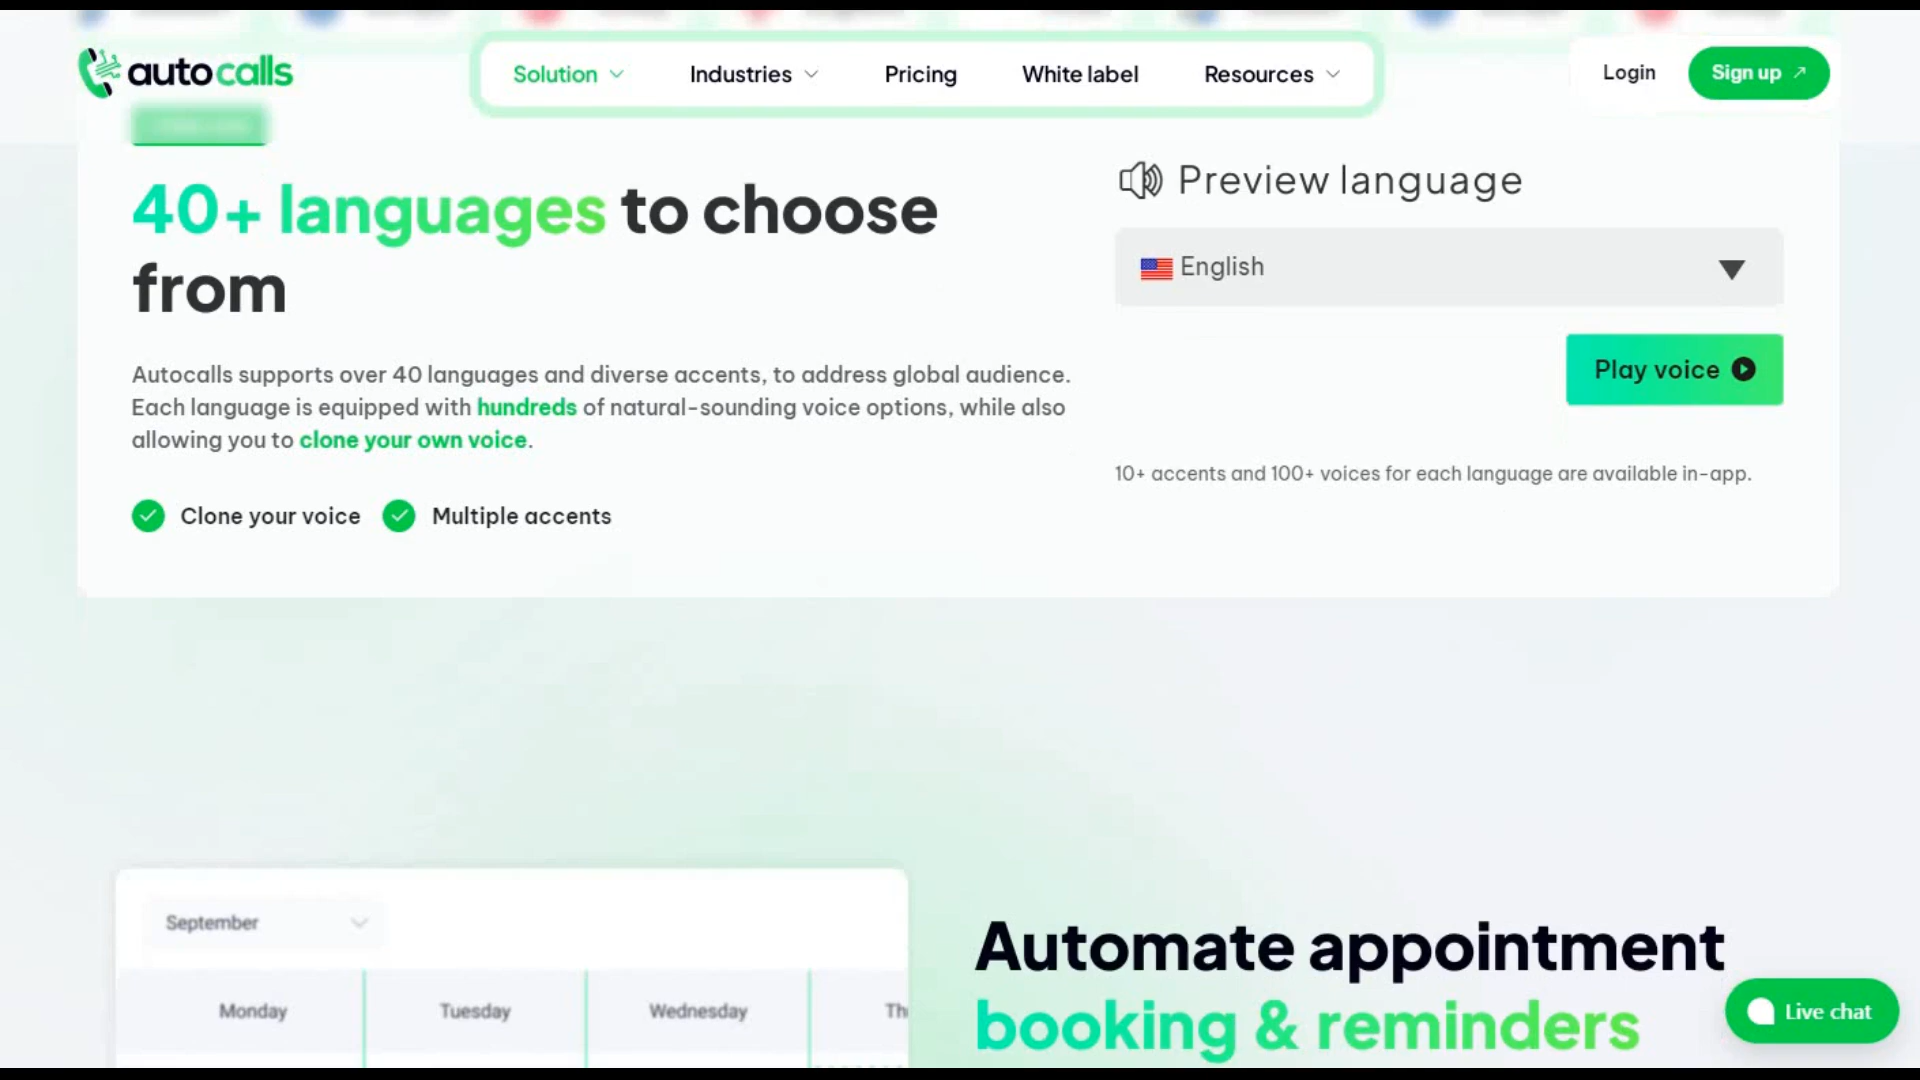 autocalls
Solution
Industries
Pricing
White label
Resources
Login
Sign up
40+ languages to choose
from
Autocalls supports over 40 languages and diverse accents, to address global audience.
Each language is equipped with hundreds of natural-sounding voice options, while also
allowing you to clone your own voice.
Clone your voice
Multiple accents
Preview language
English
Play voice
10+ accents and 100+ voices for each language are available in-app.
September
Monday
Tuesday
Wednesday
Th
Automate appointment
booking & reminders
Live chat